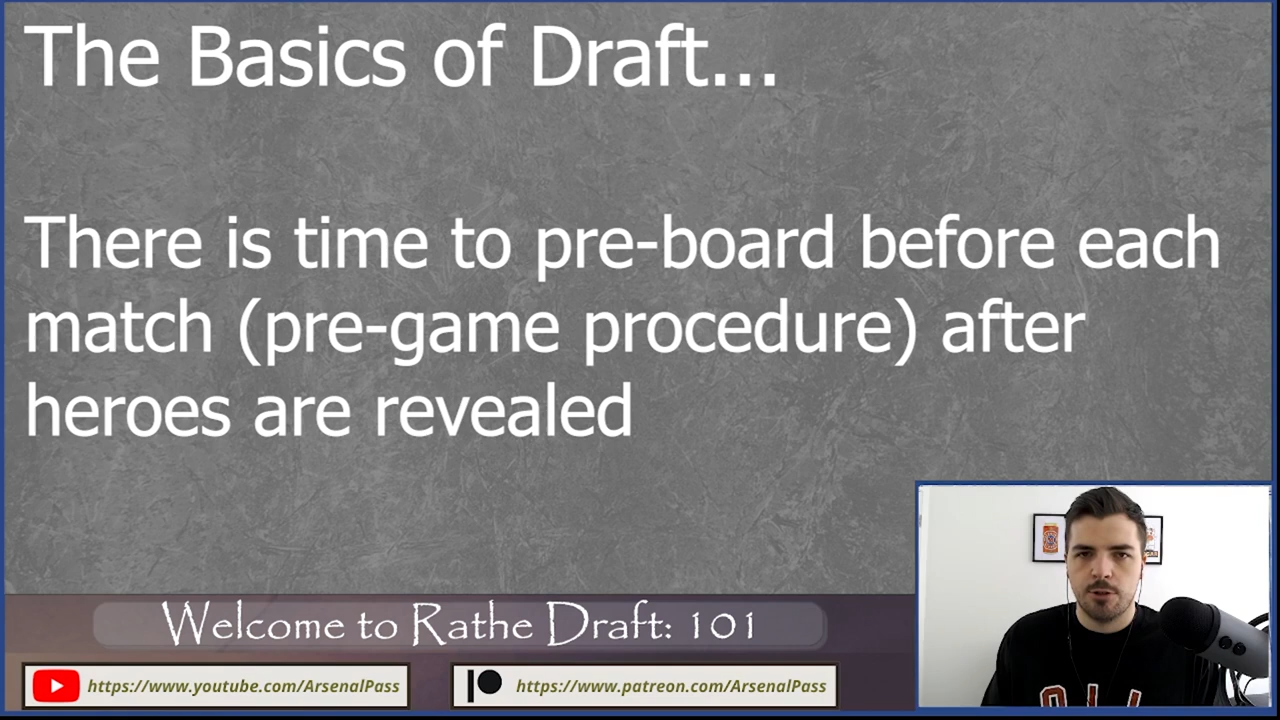 The Basics of Draft...
There is time to pre-board before each
match (pre-game procedure) after
heroes are revealed
Welcome to Rathe Draft: 101
https://www.youtube.com/ArsenalPass
https://www.patreon.com/ArsenalPass